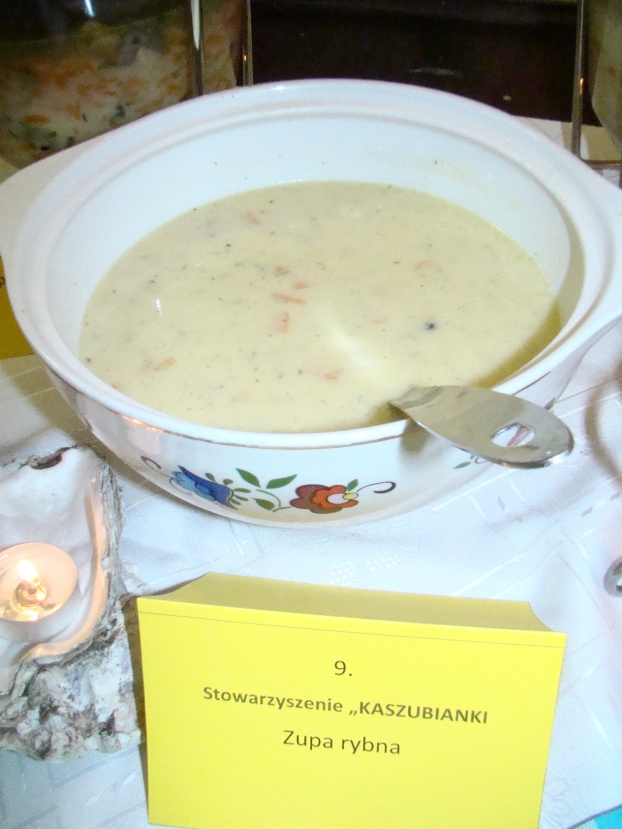 9.
Stowarzyszenie „KASZUBIANKI
Zupa rybna